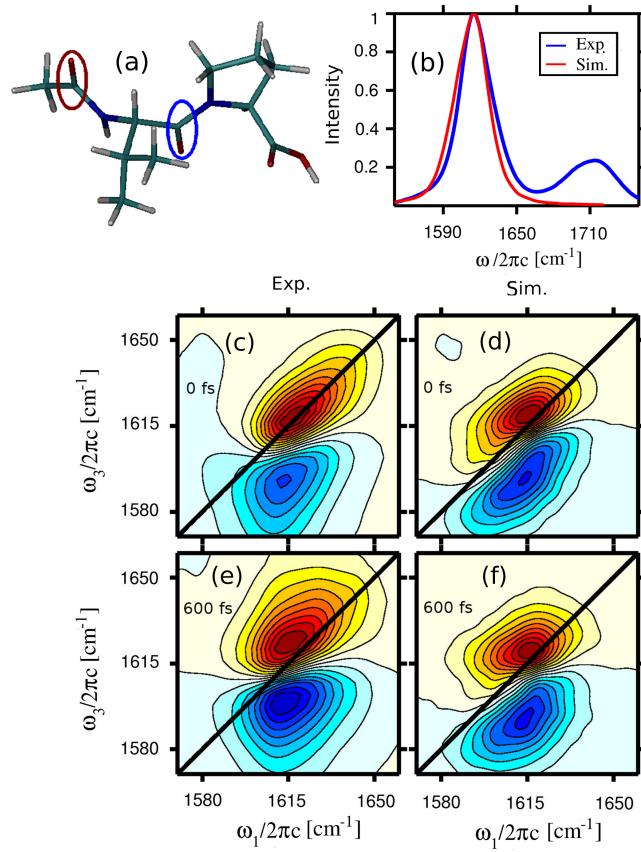 (a)
Intensity
1
0.8
0.6
0.4
0.2
(b)
Exp.
Sim.
1590 1650 1710
ω/2πc [cm⁻¹]
Exp. Sim.
1650
1615
1580
ω₃/2πc [cm⁻¹]
(c)
0 fs
(d)
0 fs
1650
1615
1580
ω₃/2πc [cm⁻¹]
(e)
600 fs
(f)
600 fs
1580 1615 1650 1580 1615 1650
ω₁/2πc [cm⁻¹] ω₁/2πc [cm⁻¹]